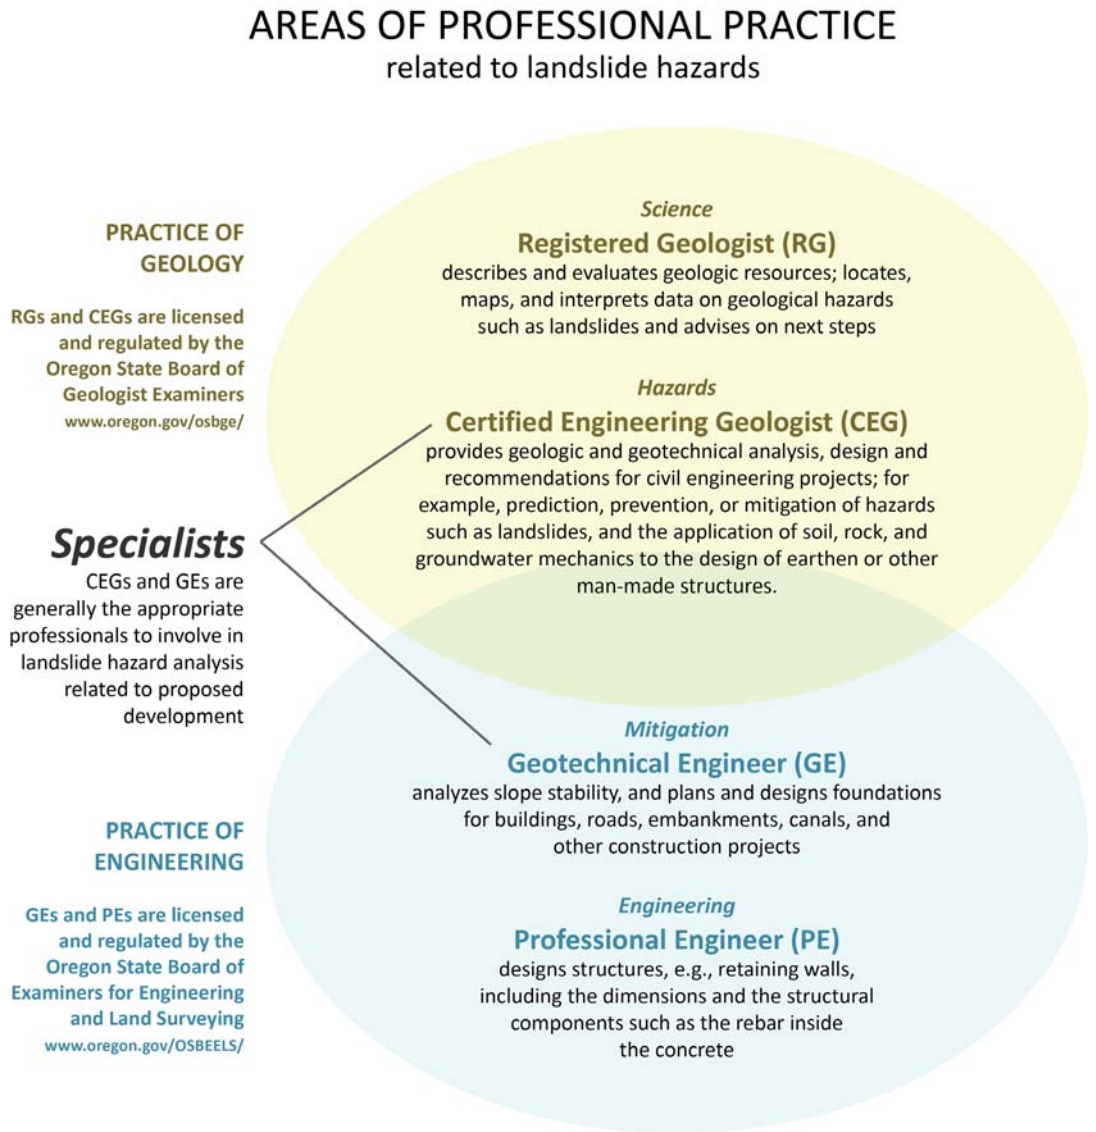 AREAS OF PROFESSIONAL PRACTICE
related to landslide hazards
PRACTICE OF
GEOLOGY
RGs and CEGs are licensed
and regulated by the
Oregon State Board of
Geologist Examiners
www.oregon.gov/osbge/
Science
Registered Geologist (RG)
describes and evaluates geologic resources; locates,
maps, and interprets data on geological hazards
such as landslides and advises on next steps
Hazards
Certified Engineering Geologist (CEG)
provides geologic and geotechnical analysis, design and
recommendations for civil engineering projects; for
example, prediction, prevention, or mitigation of hazards
such as landslides, and the application of soil, rock, and
groundwater mechanics to the design of earthen or other
man-made structures.
Specialists
CEGs and GEs are
generally the appropriate
professionals to involve in
landslide hazard analysis
related to proposed
development
Mitigation
Geotechnical Engineer (GE)
analyzes slope stability, and plans and designs foundations
for buildings, roads, embankments, canals, and
other construction projects
PRACTICE OF
ENGINEERING
GEs and PEs are licensed
and regulated by the
Oregon State Board of
Examiners for Engineering
and Land Surveying
www.oregon.gov/OSBEELS/
Engineering
Professional Engineer (PE)
designs structures, e.g., retaining walls,
including the dimensions and the structural
components such as the rebar inside
the concrete